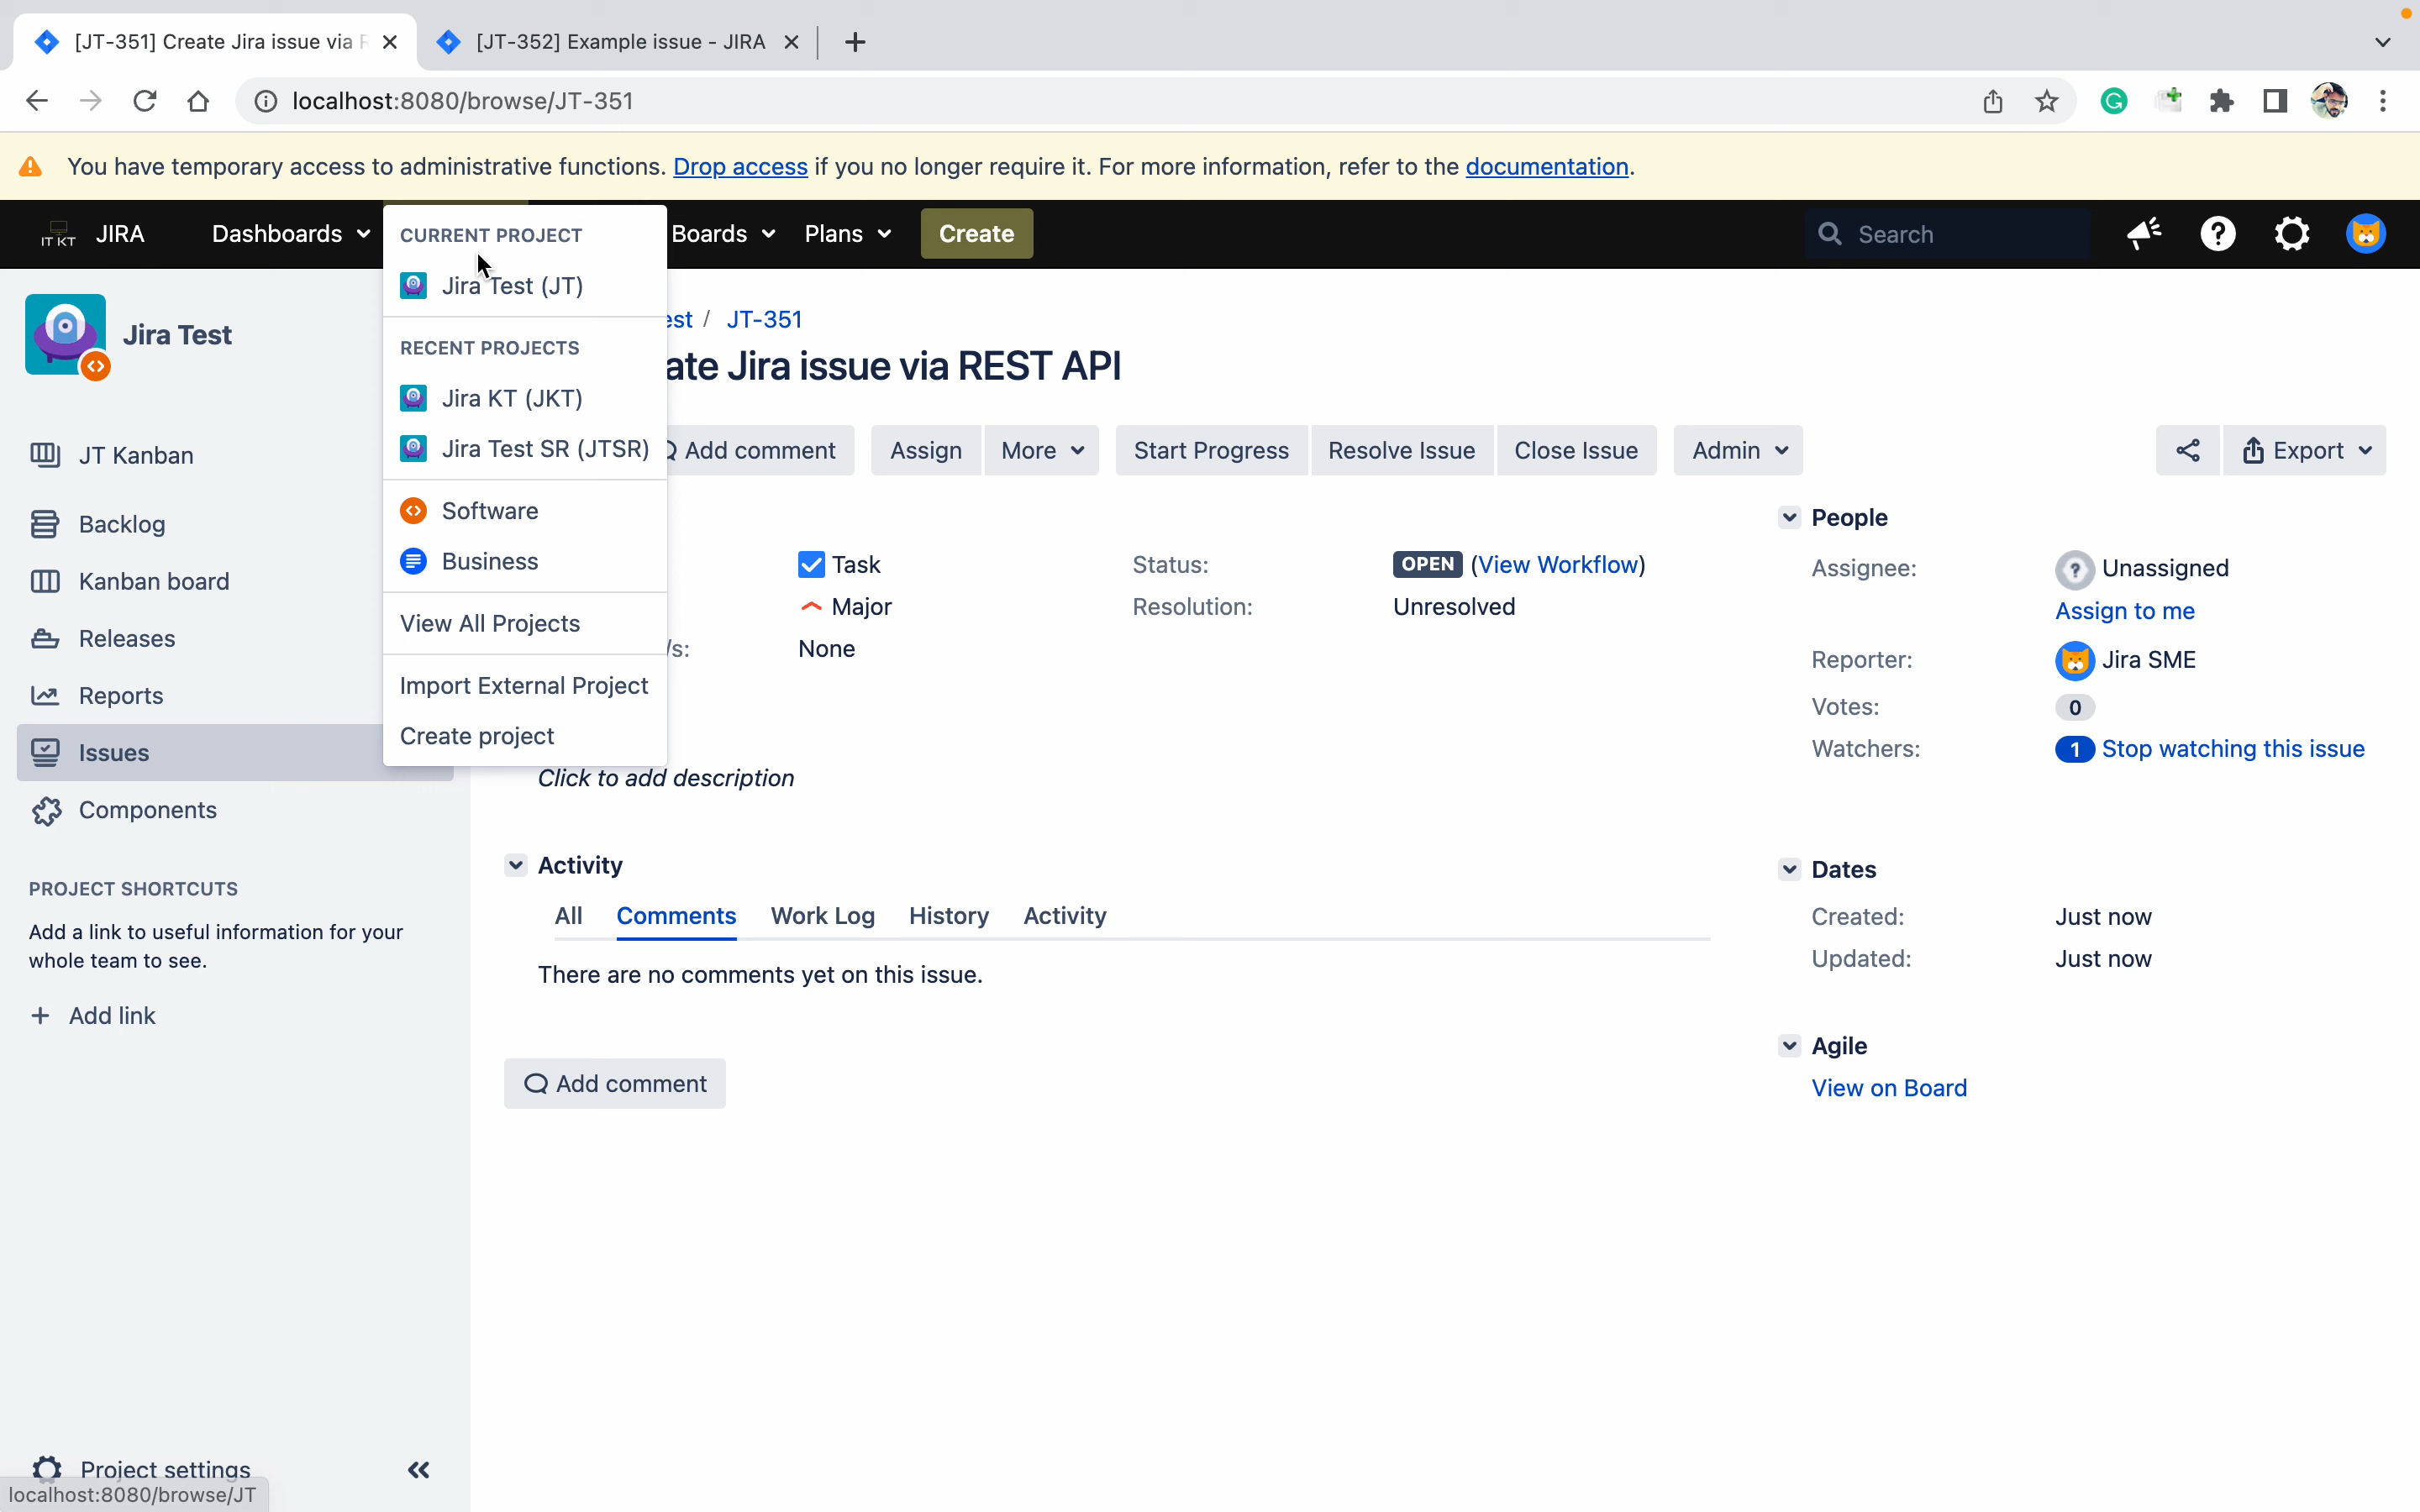 [JT-351] Create Jira issue via
[JT-352] Example issue - JIRA
localhost:8080/browse/JT-351
You have temporary access to administrative functions. Drop access if you no longer require it. For more information, refer to the documentation.
IT KT JIRA
Dashboards
Boards
Plans
Create
Search
CURRENT PROJECT
Jira Test (JT)
RECENT PROJECTS
Jira KT (JKT)
Jira Test SR (JTSR)
Software
Business
View All Projects
Import External Project
Create project
Jira Test
JT Kanban
Backlog
Kanban board
Releases
Reports
Issues
Components
PROJECT SHORTCUTS
Add a link to useful information for your
whole team to see.
+ Add link
Project settings
localhost:8080/browse/JT
est / JT-351
ate Jira issue via REST API
Add comment
Assign
More
Start Progress
Resolve Issue
Close Issue
Admin
Export
Task
Status:
OPEN (View Workflow)
Major
Resolution:
Unresolved
/s:
None
Click to add description
Activity
All
Comments
Work Log
History
Activity
There are no comments yet on this issue.
Add comment
People
Assignee:
Unassigned
Assign to me
Reporter:
Jira SME
Votes:
0
Watchers:
1 Stop watching this issue
Dates
Created:
Just now
Updated:
Just now
Agile
View on Board